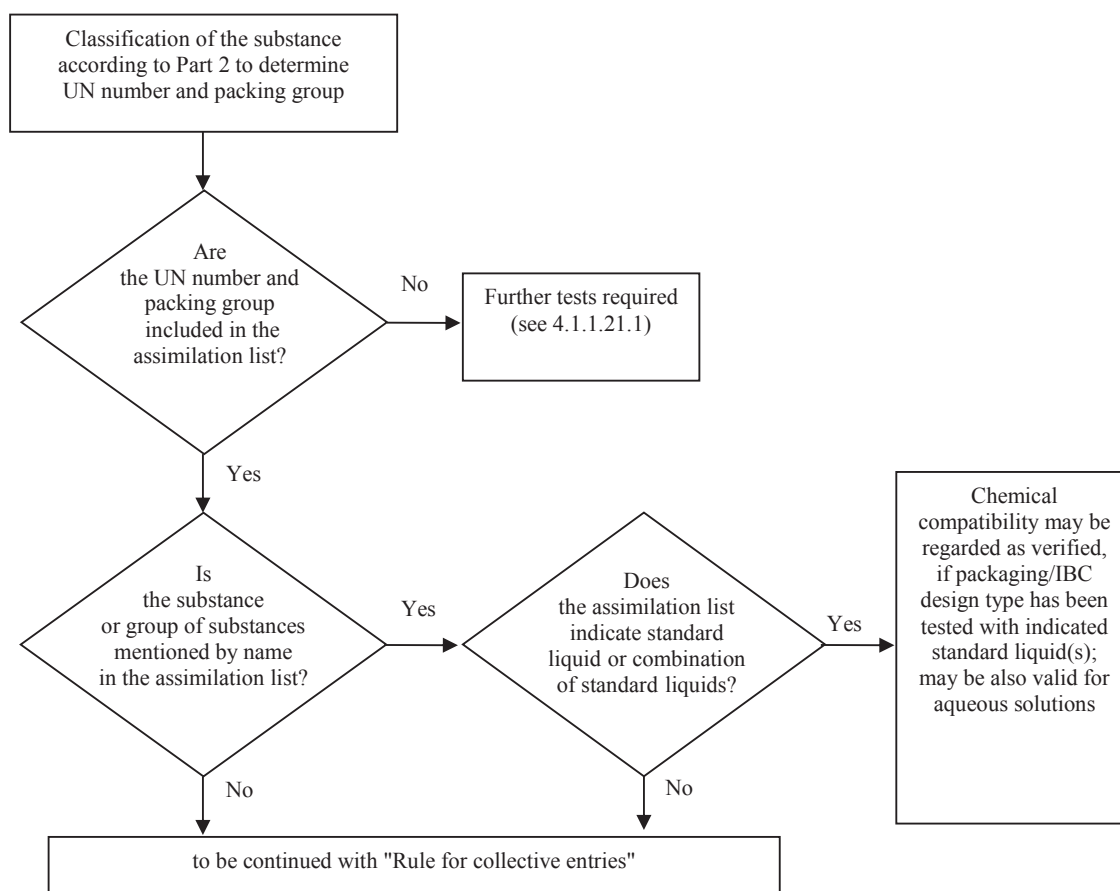 Classification of the substance
according to Part 2 to determine
UN number and packing group
Are
the UN number and
packing group
included in the
assimilation list?
No
Further tests required
(see 4.1.1.21.1)
Yes
Is
the substance
or group of substances
mentioned by name
in the assimilation list?
Yes
Does
the assimilation list
indicate standard
liquid or combination
of standard liquids?
Yes
Chemical
compatibility may be
regarded as verified,
if packaging/IBC
design type has been
tested with indicated
standard liquid(s);
may be also valid for
aqueous solutions
No
No
to be continued with "Rule for collective entries"